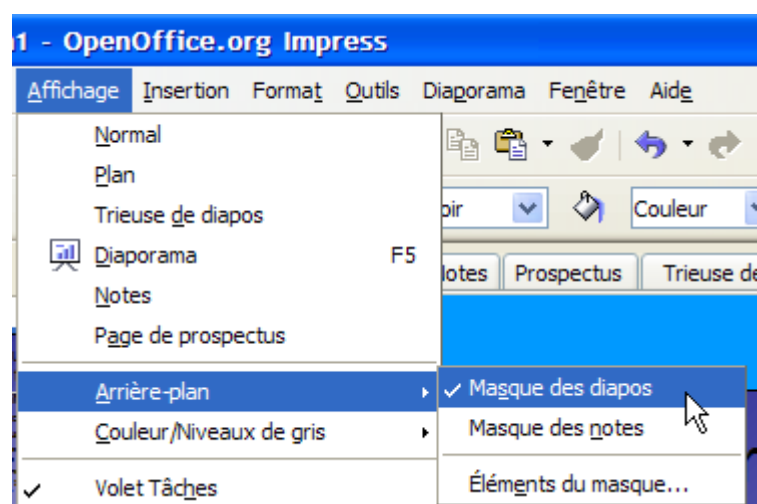 1 - OpenOffice.org Impress
Affichage Insertion Format Outils Diaporama Fenêtre Aide
Normal
Plan
Trieuse de diapos
Diaporama F5
Notes
Page de prospectus
Arrière-plan
Couleur/Niveaux de gris
Volet Tâches
oir Couleur
lotes Prospectus Trieuse de
Masque des diapos
Masque des notes
Éléments du masque...